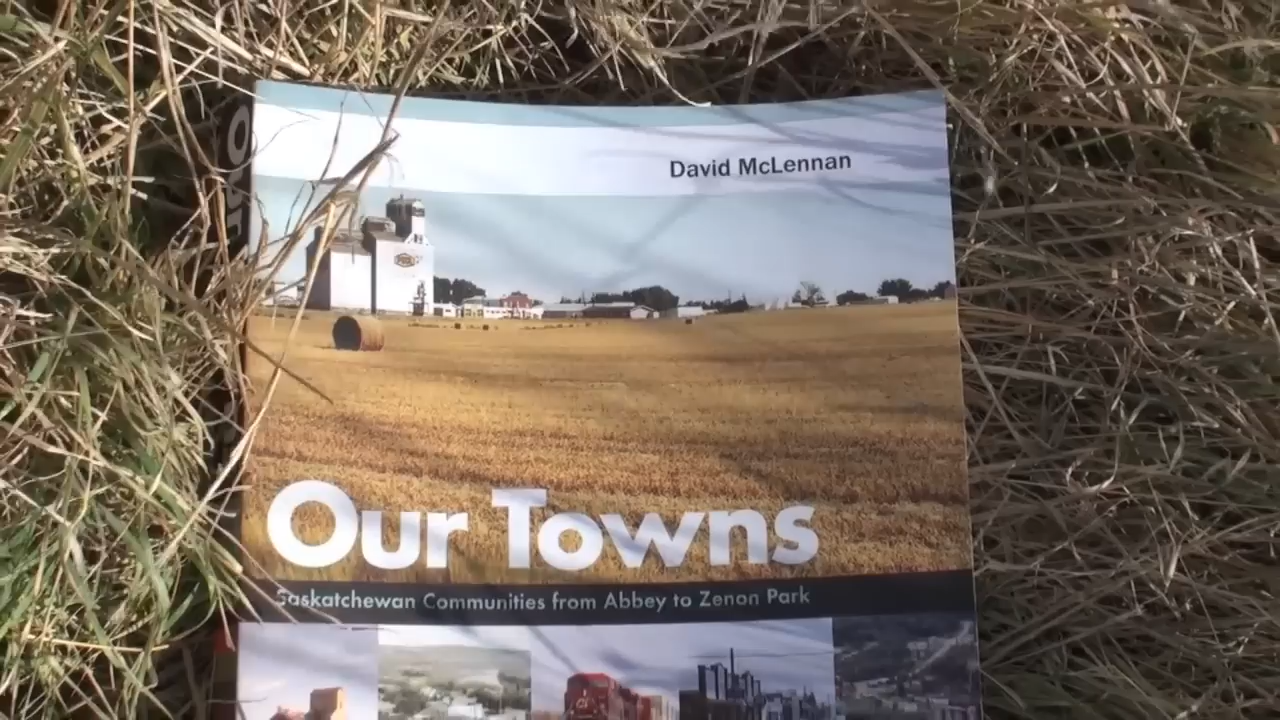 David McLennan
Our Towns
Saskatchewan Communities from Abbey to Zenon Park